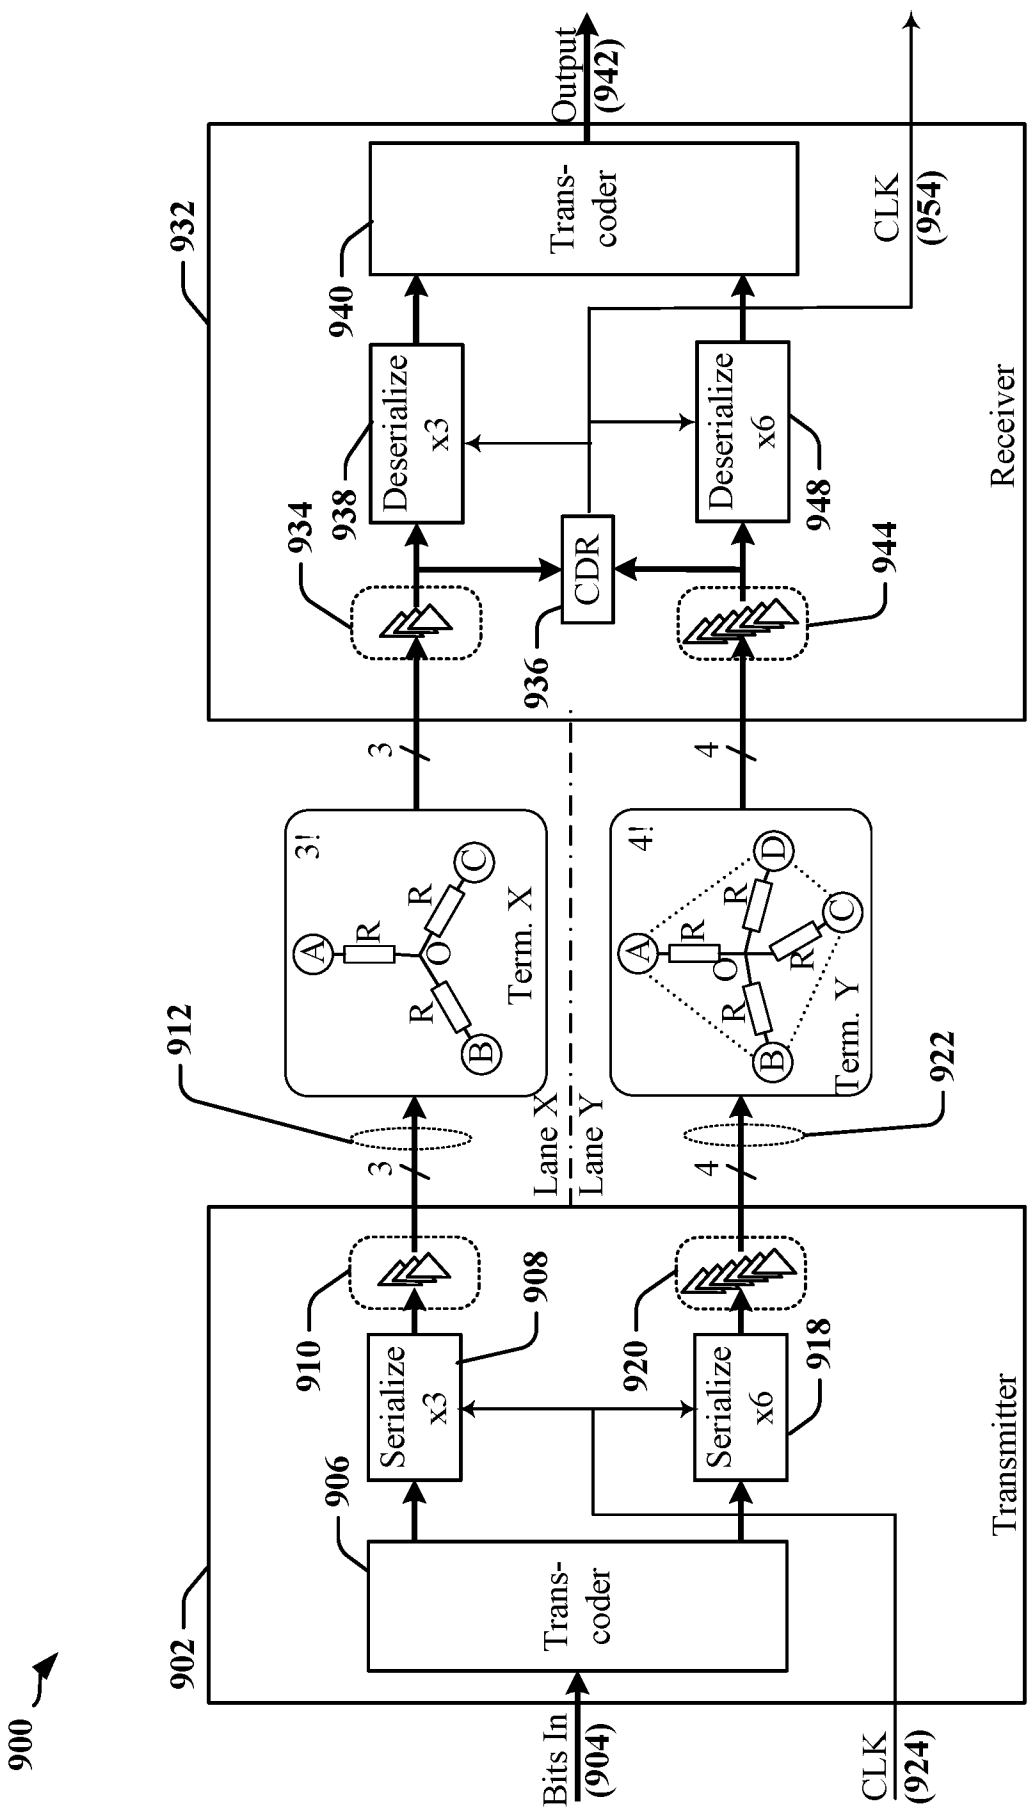 900
902
Bits In
(904)
CLK
(924)
Trans-
coder
906
Serialize
x3
908
910
Serialize
x6
918
920
Transmitter
3
912
4
922
Lane X
Lane Y
3!
A
R
B
R
C
R
O
Term. X
4!
A
R
B
R
C
R
D
R
O
Term. Y
3
4
932
934
CDR
936
Deserialize
x3
938
944
Deserialize
x6
948
Trans-
coder
940
Output
(942)
CLK
(954)
Receiver